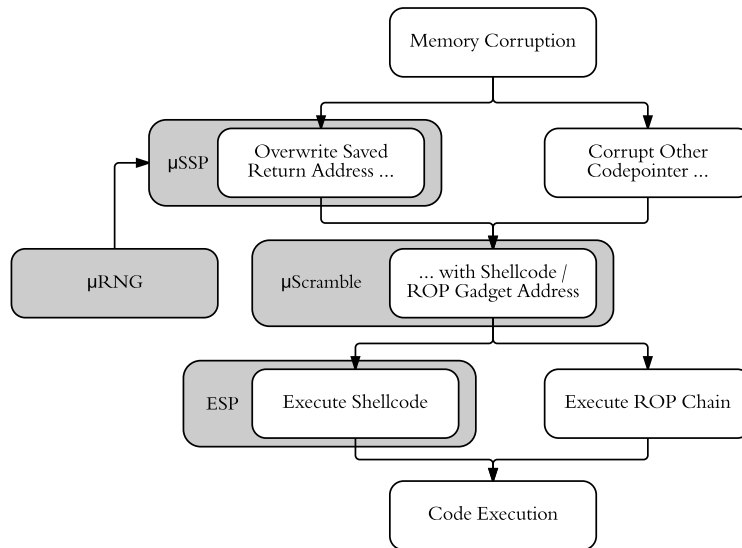 Memory Corruption
µSSP
Overwrite Saved
Return Address ...
Corrupt Other
Codepointer ...
µRNG
µScramble
... with Shellcode /
ROP Gadget Address
ESP
Execute Shellcode
Execute ROP Chain
Code Execution